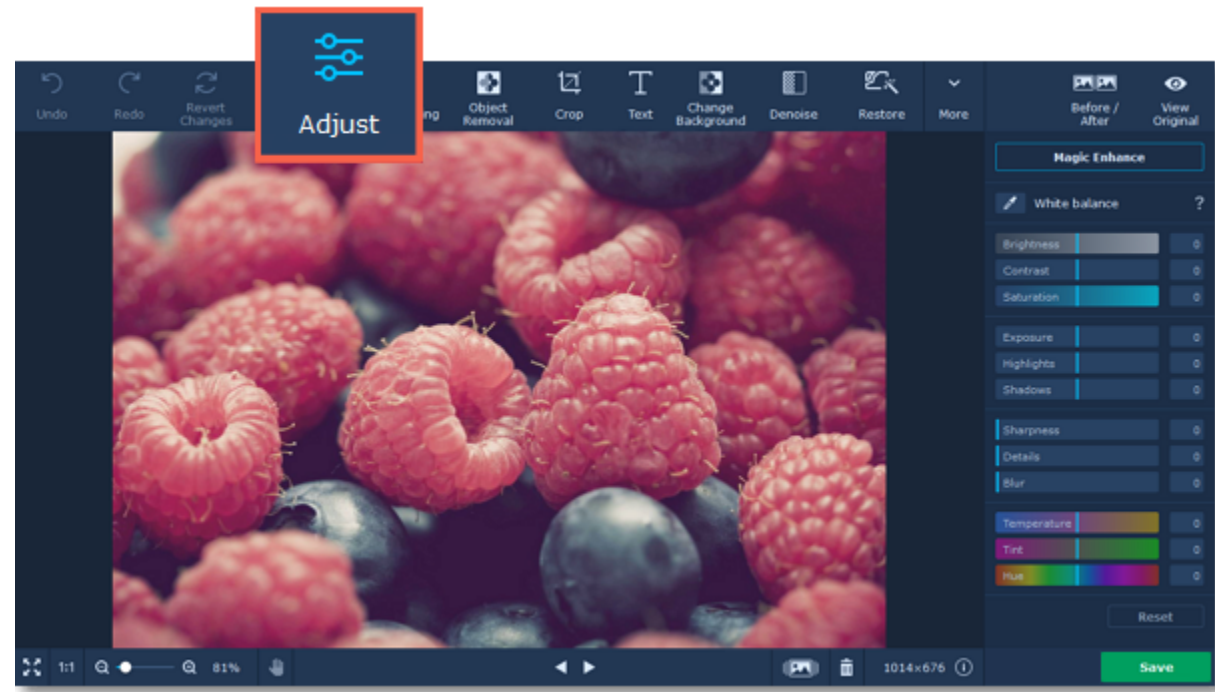 Undo
Redo
Revert
Changes
Adjust
ng
Object
Removal
Crop
Text
Change
Background
Denoise
Restore
More
Before /
After
View
Original
Magic Enhance
White balance ?
Brightness 0
Contrast 0
Saturation 0
Exposure 0
Highlights 0
Shadows 0
Sharpness 0
Details 0
Blur 0
Temperature 0
Tint 0
Hue 0
Reset
1:1 81% 1014×676
Save